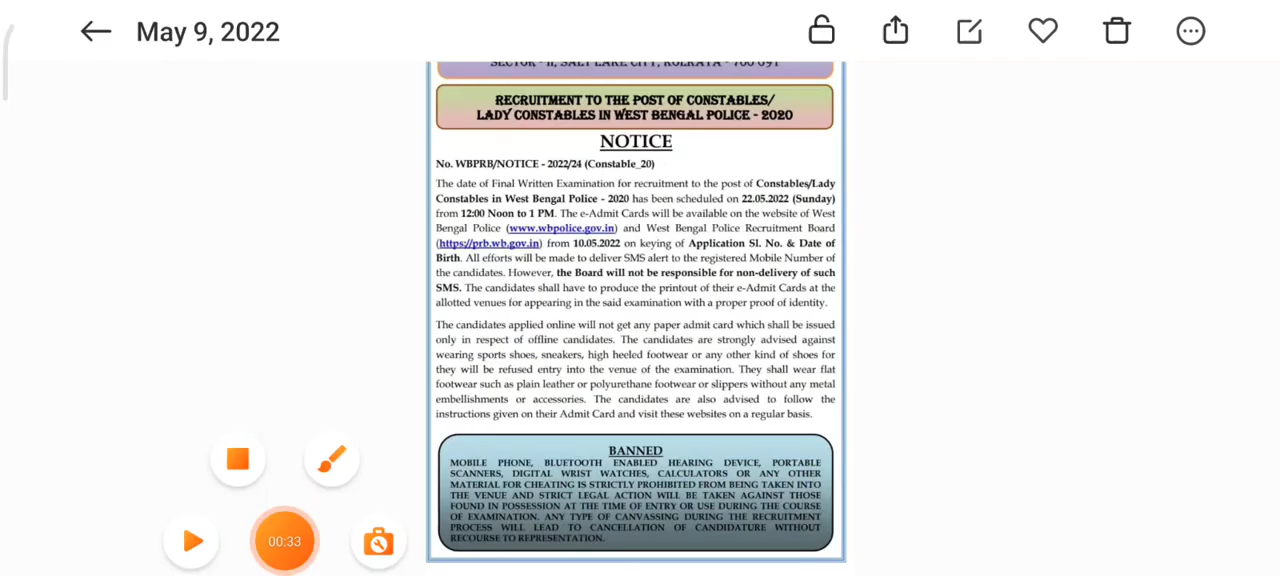 May 9, 2022
SECTOR - II, SALT LAKE CITY, KOLKATA - 700 091
RECRUITMENT TO THE POST OF CONSTABLES/
LADY CONSTABLES IN WEST BENGAL POLICE - 2020
NOTICE
No. WBPRB/NOTICE - 2022/24 (Constable_20)
The date of Final Written Examination for recruitment to the post of Constables/Lady
Constables in West Bengal Police - 2020 has been scheduled on 22.05.2022 (Sunday)
from 12:00 Noon to 1 PM. The e-Admit Cards will be available on the website of West
Bengal Police (www.wbpolice.gov.in) and West Bengal Police Recruitment Board
(https://prb.wb.gov.in) from 10.05.2022 on keying of Application Sl. No. & Date of
Birth. All efforts will be made to deliver SMS alert to the registered Mobile Number of
the candidates. However, the Board will not be responsible for non-delivery of such
SMS. The candidates shall have to produce the printout of their e-Admit Cards at the
allotted venues for appearing in the said examination with a proper proof of identity.
The candidates applied online will not get any paper admit card which shall be issued
only in respect of offline candidates. The candidates are strongly advised against
wearing sports shoes, sneakers, high heeled footwear or any other kind of shoes for
they will be refused entry into the venue of the examination. They shall wear flat
footwear such as plain leather or polyurethane footwear or slippers without any metal
embellishments or accessories. The candidates are also advised to follow the
instructions given on their Admit Card and visit these websites on a regular basis.
BANNED
MOBILE PHONE, BLUETOOTH ENABLED HEARING DEVICE, PORTABLE
SCANNERS, DIGITAL WRIST WATCHES, CALCULATORS OR ANY OTHER
MATERIAL FOR CHEATING IS STRICTLY PROHIBITED FROM BEING TAKEN INTO
THE VENUE AND STRICT LEGAL ACTION WILL BE TAKEN AGAINST THOSE
FOUND IN POSSESSION AT THE TIME OF ENTRY OR USE DURING THE COURSE
OF EXAMINATION. ANY TYPE OF CANVASSING DURING THE RECRUITMENT
PROCESS WILL LEAD TO CANCELLATION OF CANDIDATURE WITHOUT
RECOURSE TO REPRESENTATION.
00:33